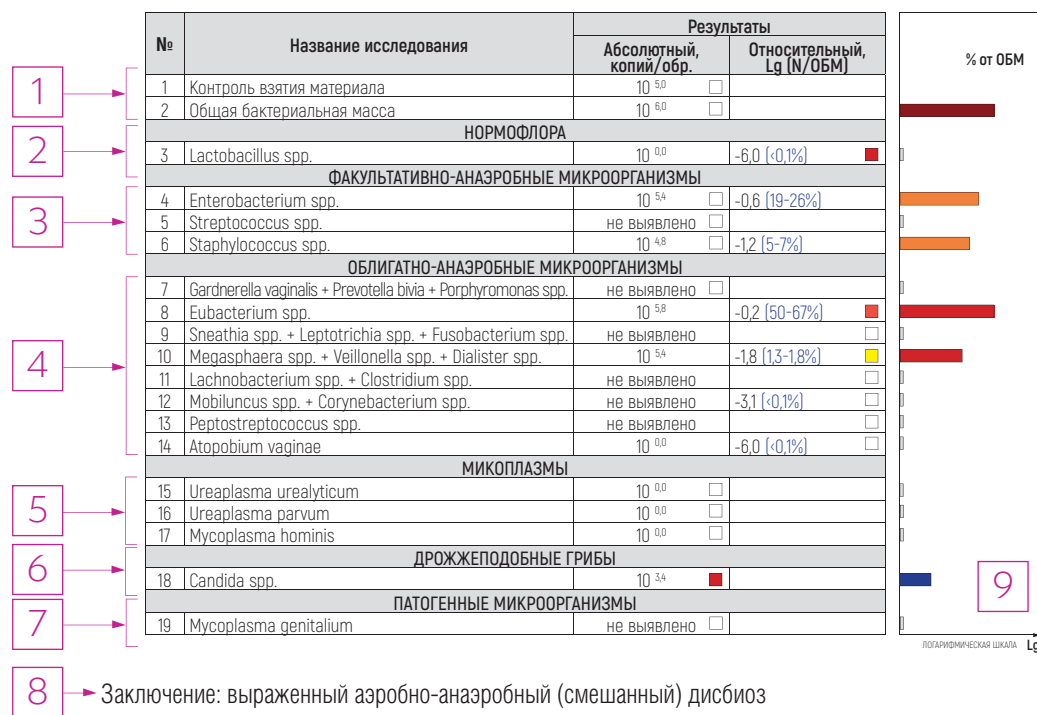 № Название исследования Результаты % от ОБМ
Абсолютный, копий/обр. Относительный, Lg (N/ОБМ)
1
1 Контроль взятия материала 10 5,0
2 Общая бактериальная масса 10 6,0
НОРМОФЛОРА
2
3 Lactobacillus spp. 10 0,0 -6,0 (<0,1%)
ФАКУЛЬТАТИВНО-АНАЭРОБНЫЕ МИКРООРГАНИЗМЫ
3
4 Enterobacterium spp. 10 5,4 -0,6 (19-26%)
5 Streptococcus spp. не выявлено
6 Staphylococcus spp. 10 4,8 -1,2 (5-7%)
ОБЛИГАТНО-АНАЭРОБНЫЕ МИКРООРГАНИЗМЫ
4
7 Gardnerella vaginalis + Prevotella bivia + Porphyromonas spp. не выявлено
8 Eubacterium spp. 10 5,8 -0,2 (50-67%)
9 Sneathia spp. + Leptotrichia spp. + Fusobacterium spp. не выявлено
10 Megasphaera spp. + Veillonella spp. + Dialister spp. 10 5,4 -1,8 (1,3-1,8%)
11 Lachnobacterium spp. + Clostridium spp. не выявлено
12 Mobiluncus spp. + Corynebacterium spp. не выявлено -3,1 (<0,1%)
13 Peptostreptococcus spp. не выявлено
14 Atopobium vaginae 10 0,0 -6,0 (<0,1%)
МИКОПЛАЗМЫ
5
15 Ureaplasma urealyticum 10 0,0
16 Ureaplasma parvum 10 0,0
17 Mycoplasma hominis 10 0,0
ДРОЖЖЕПОДОБНЫЕ ГРИБЫ
6
18 Candida spp. 10 3,4
9
ПАТОГЕННЫЕ МИКРООРГАНИЗМЫ
7
19 Mycoplasma genitalium не выявлено
ЛОГАРИФМИЧЕСКАЯ ШКАЛА Lg
8 Заключение: выраженный аэробно-анаэробный (смешанный) дисбиоз